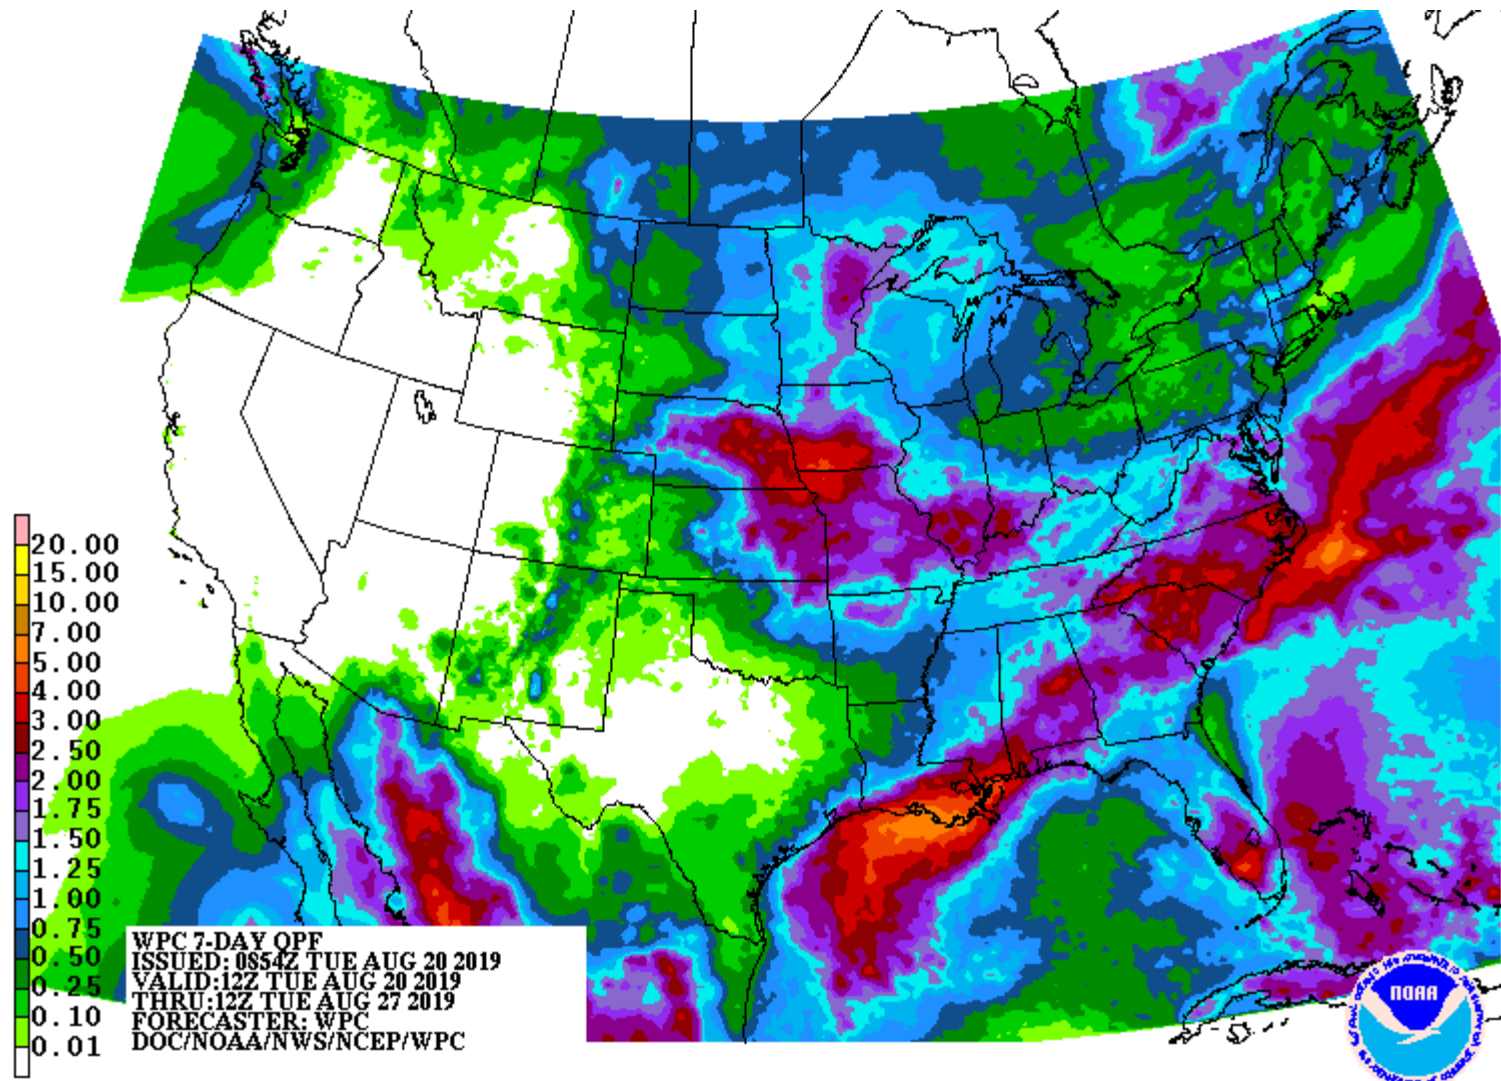 20.00
15.00
10.00
7.00
5.00
4.00
3.00
2.50
2.00
1.75
1.50
1.25
1.00
0.75
0.50
0.25
0.10
0.01
WPC 7-DAY QPF
ISSUED: 0854Z TUE AUG 20 2019
VALID:12Z TUE AUG 20 2019
THRU:12Z TUE AUG 27 2019
FORECASTER: WPC
DOC/NOAA/NWS/NCEP/WPC
NOAA